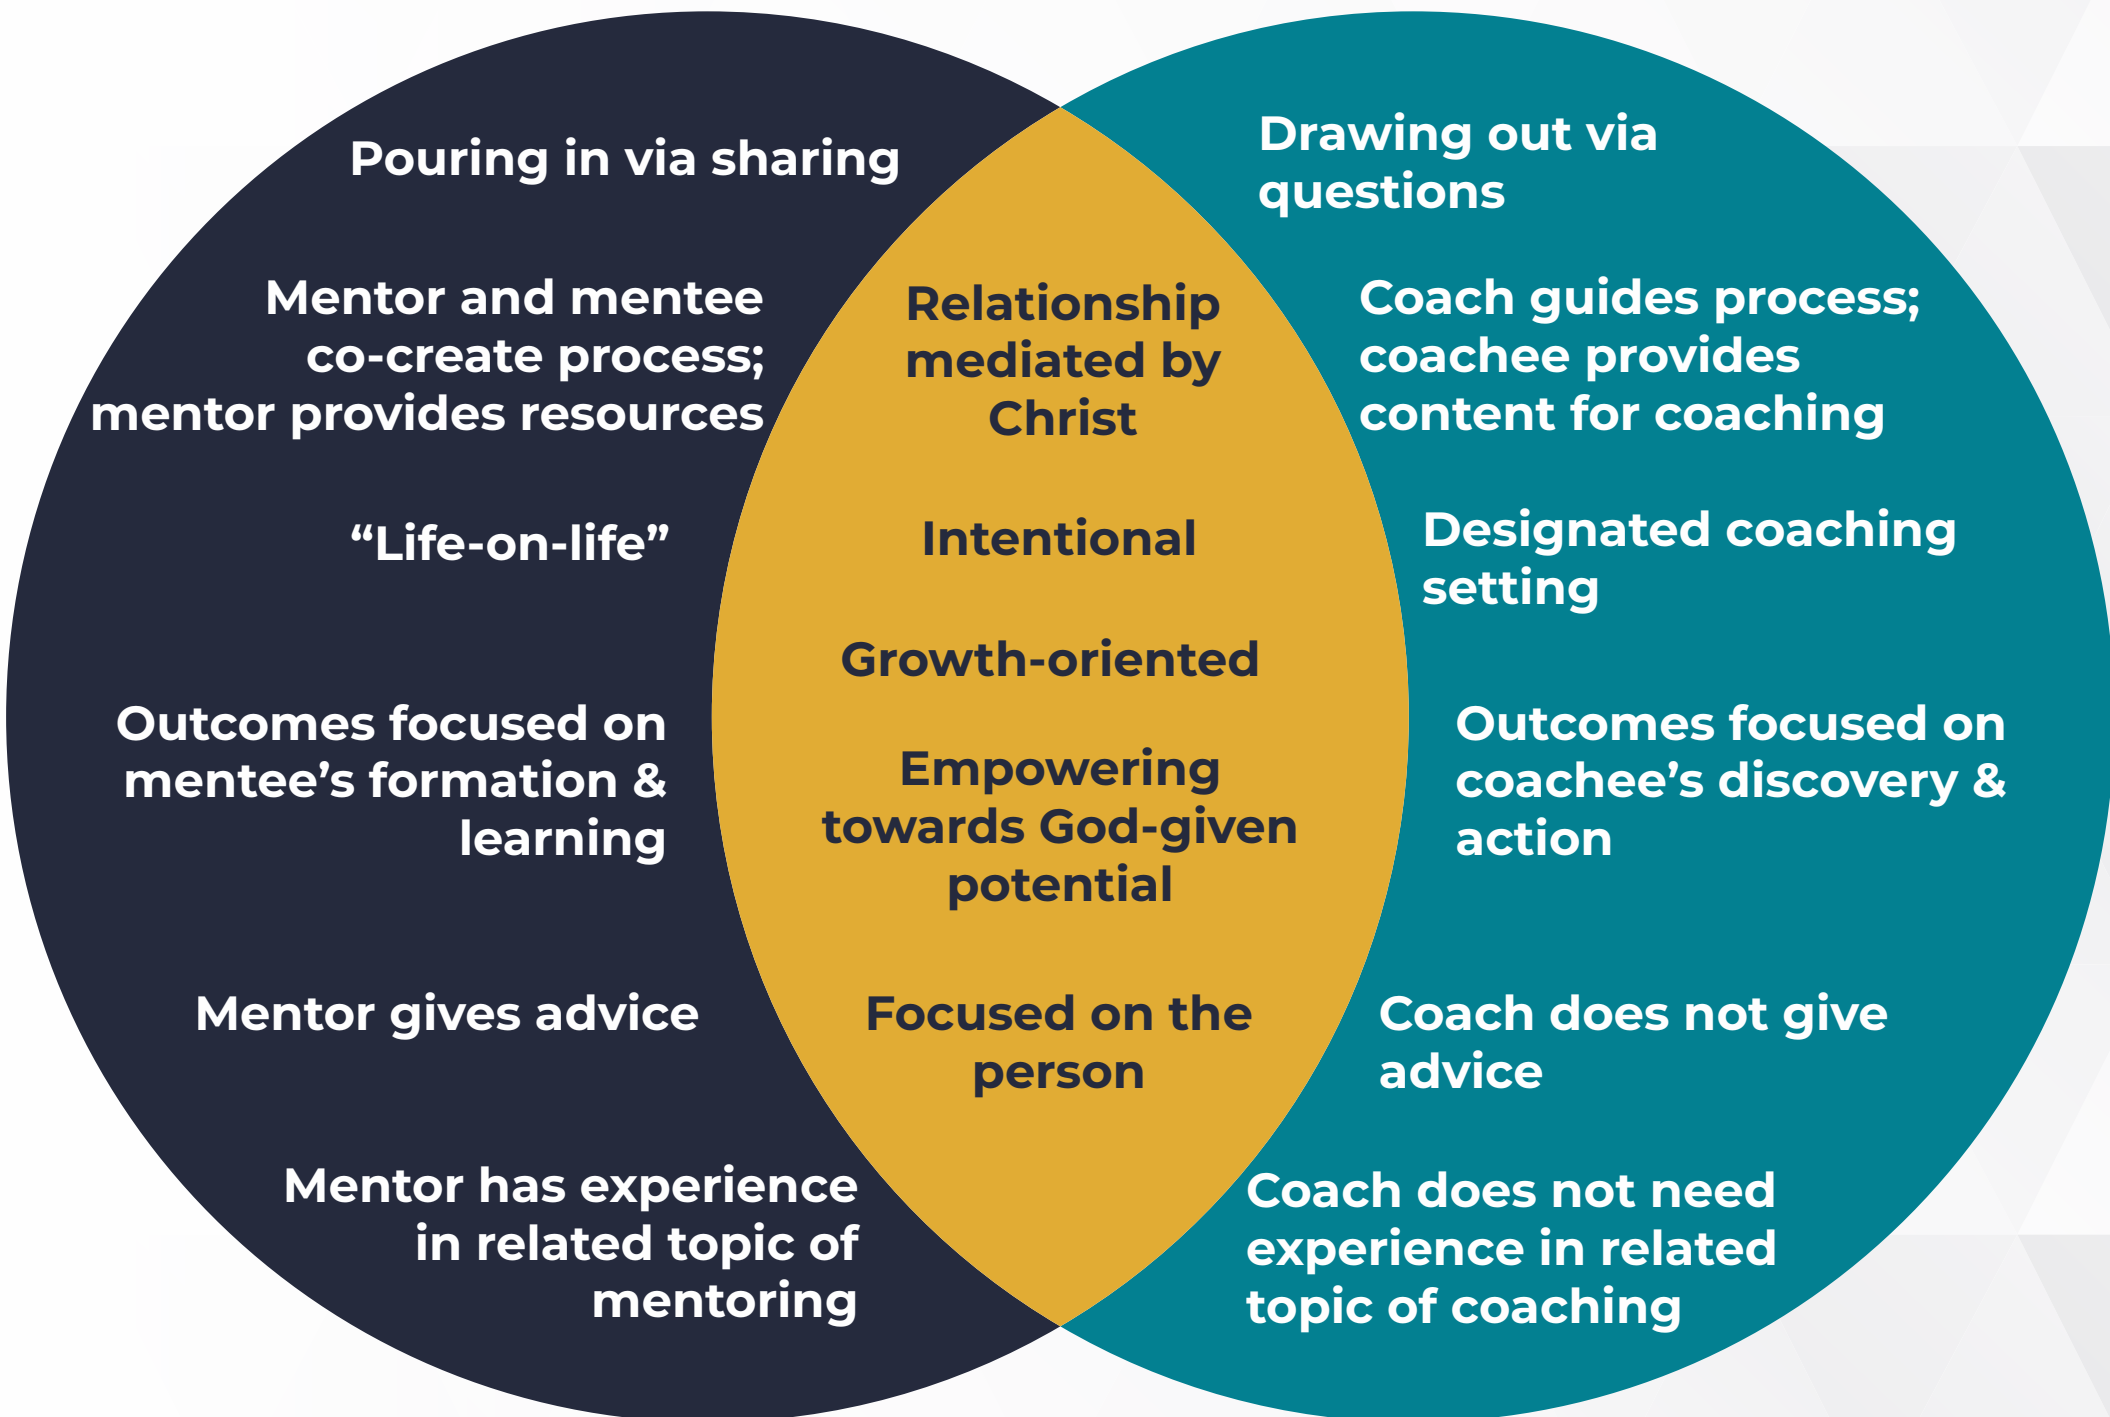 Pouring in via sharing
Mentor and mentee
co-create process;
mentor provides resources
“Life-on-life”
Outcomes focused on
mentee’s formation &
learning
Mentor gives advice
Mentor has experience
in related topic of
mentoring
Relationship
mediated by
Christ
Intentional
Growth-oriented
Empowering
towards God-given
potential
Focused on the
person
Drawing out via
questions
Coach guides process;
coachee provides
content for coaching
Designated coaching
setting
Outcomes focused on
coachee’s discovery &
action
Coach does not give
advice
Coach does not need
experience in related
topic of coaching